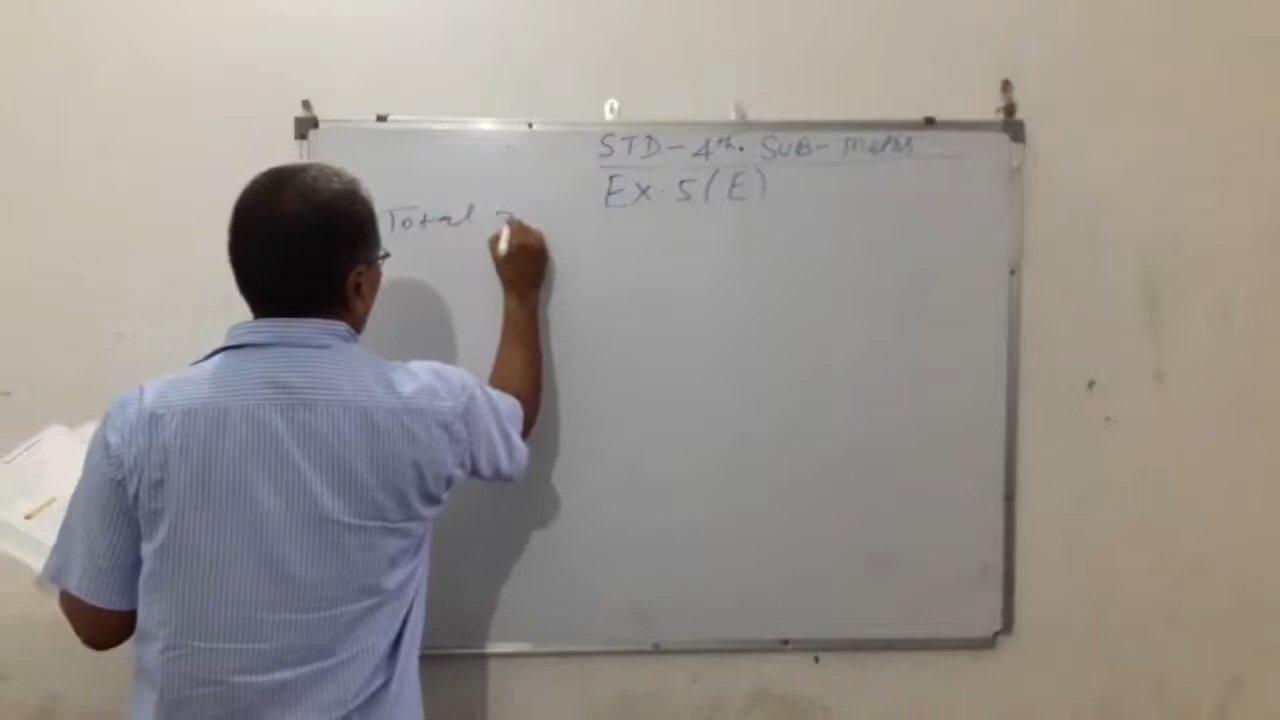 STD - 4th. SUB - Maths
Ex. 5(E)
Total